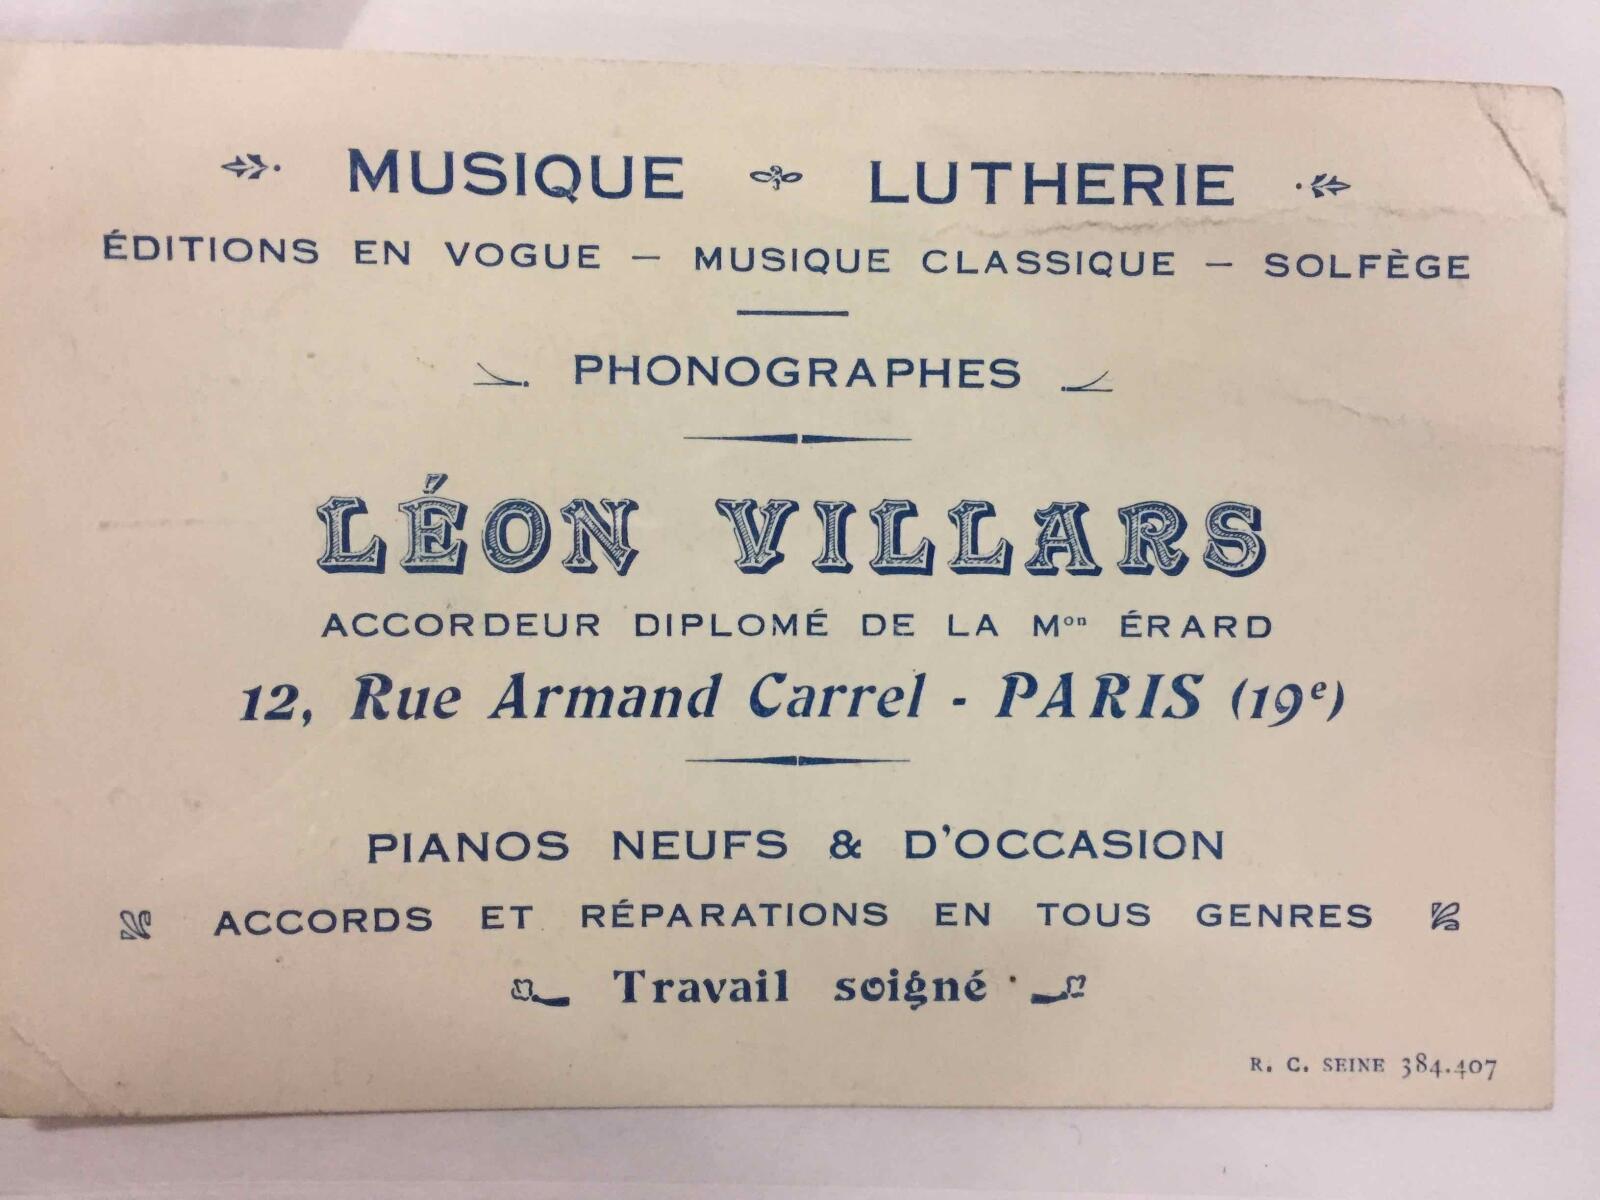 MUSIQUE LUTHERIE
ÉDITIONS EN VOGUE — MUSIQUE CLASSIQUE — SOLFÈGE
PHONOGRAPHES
LÉON VILLARS
ACCORDEUR DIPLOMÉ DE LA Mᵒⁿ ÉRARD
12, Rue Armand Carrel - PARIS (19ᵉ)
PIANOS NEUFS & D'OCCASION
ACCORDS ET RÉPARATIONS EN TOUS GENRES
Travail soigné
R. C. SEINE 384.407